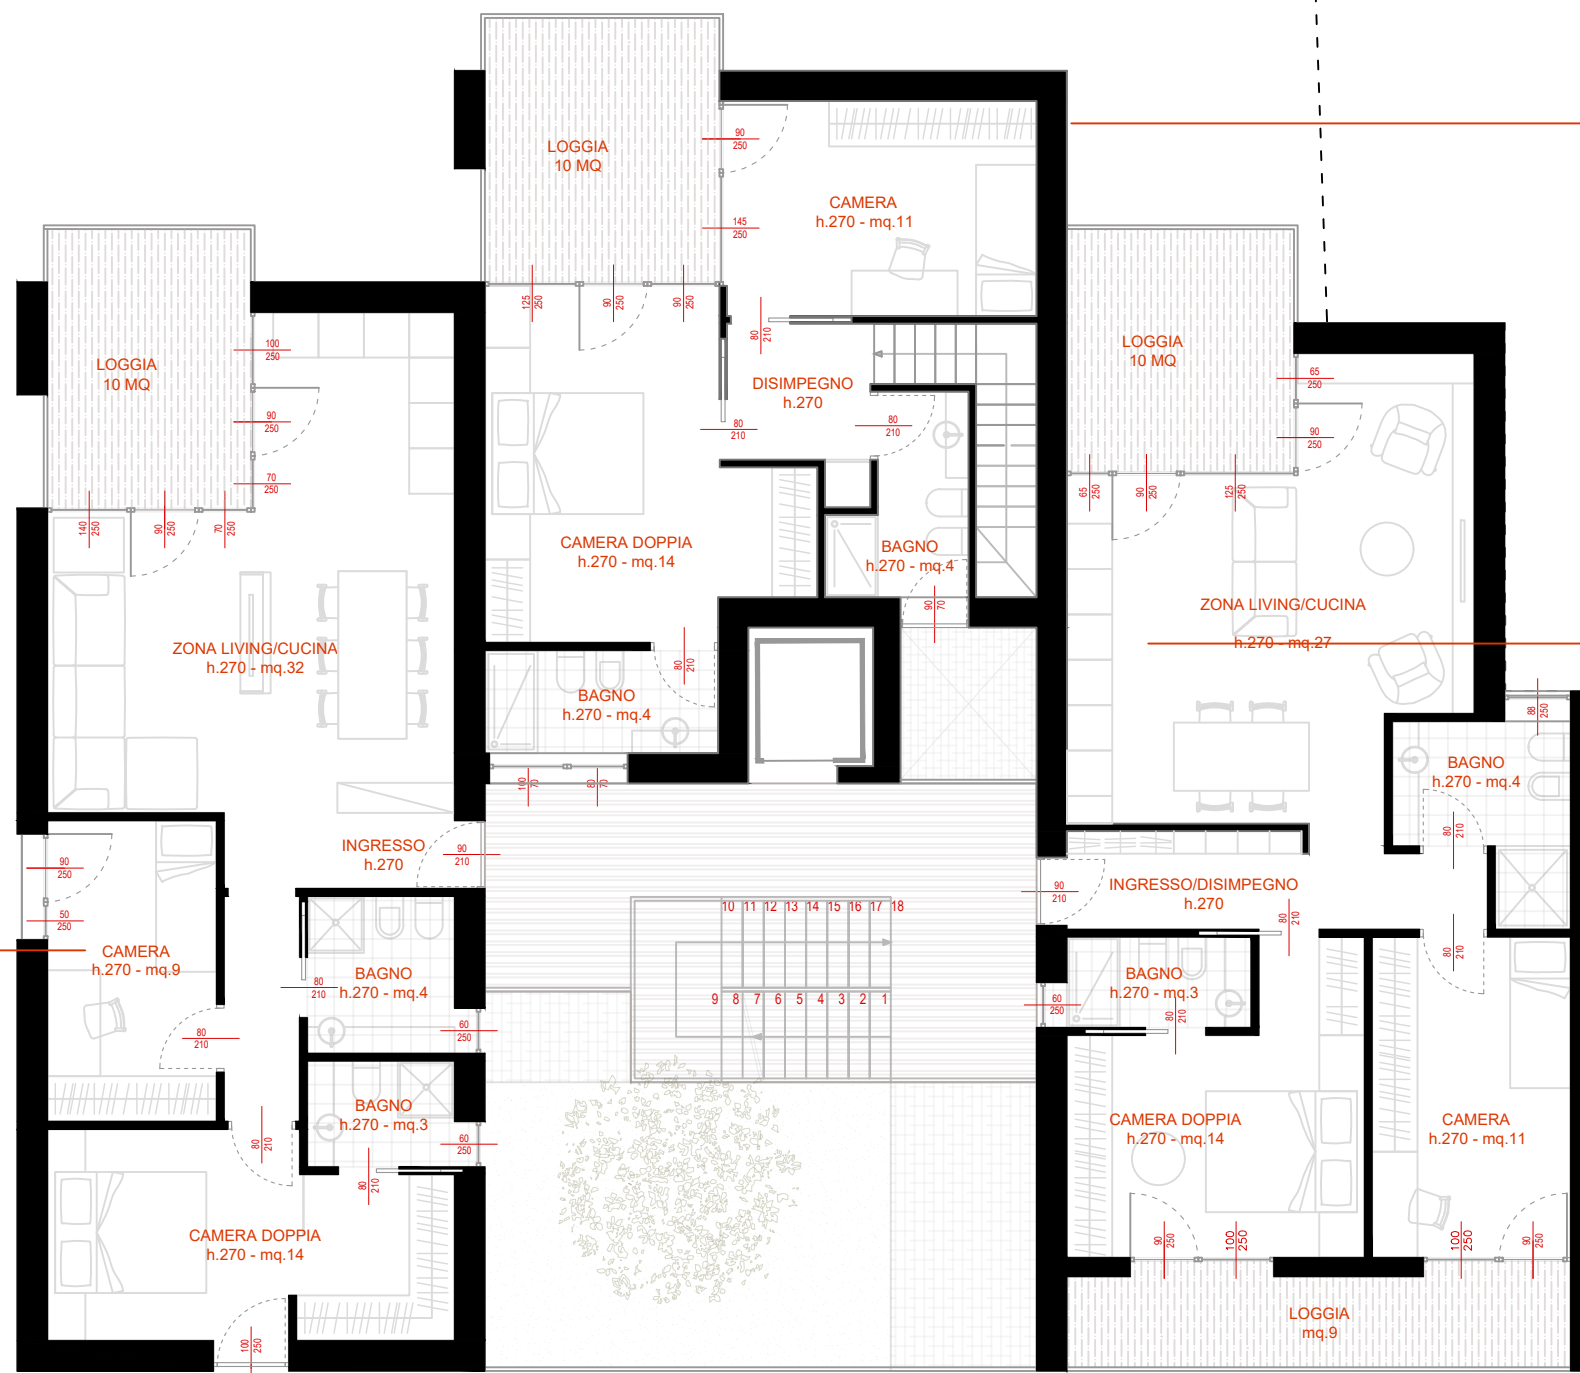 LOGGIA
10 MQ
90
250
CAMERA
h.270 - mq.11
145
250
125
250
90
250
90
250
80
210
LOGGIA
10 MQ
100
250
90
250
70
250
140
250
90
250
70
250
DISIMPEGNO
h.270
80
210
80
210
LOGGIA
10 MQ
65
250
90
250
65
250
90
250
125
250
CAMERA DOPPIA
h.270 - mq.14
BAGNO
h.270 - mq.4
90
70
ZONA LIVING/CUCINA
h.270 - mq.27
ZONA LIVING/CUCINA
h.270 - mq.32
80
210
BAGNO
h.270 - mq.4
100
70
80
70
88
250
BAGNO
h.270 - mq.4
80
210
INGRESSO
h.270
90
210
90
250
50
250
CAMERA
h.270 - mq.9
80
210
BAGNO
h.270 - mq.4
80
210
60
250
BAGNO
h.270 - mq.3
60
250
80
210
80
210
CAMERA DOPPIA
h.270 - mq.14
100
250
10 11 12 13 14 15 16 17 18
9 8 7 6 5 4 3 2 1
90
210
INGRESSO/DISIMPEGNO
h.270
80
210
80
210
BAGNO
h.270 - mq.3
60
250
80
210
CAMERA DOPPIA
h.270 - mq.14
CAMERA
h.270 - mq.11
90
250
100
250
100
250
90
250
LOGGIA
mq.9